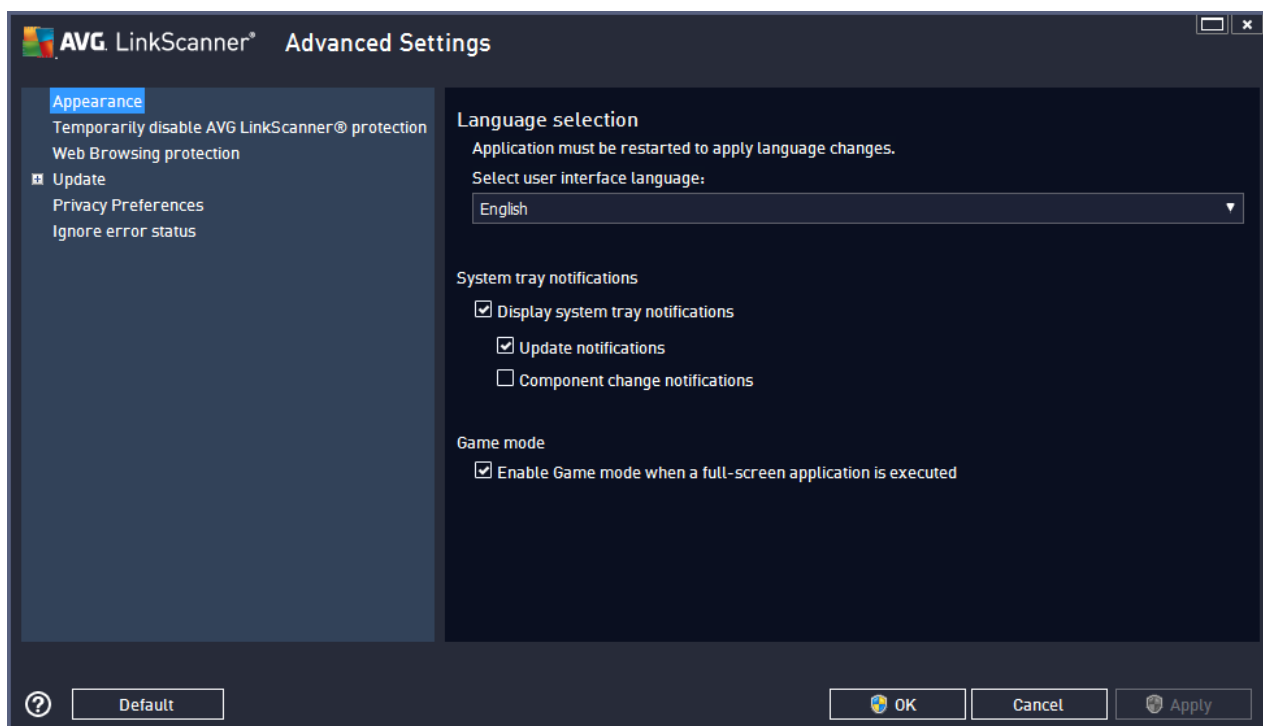 AVG. LinkScanner® Advanced Settings
Appearance
Temporarily disable AVG LinkScanner® protection
Web Browsing protection
Update
Privacy Preferences
Ignore error status
Language selection
Application must be restarted to apply language changes.
Select user interface language:
English
System tray notifications
Display system tray notifications
Update notifications
Component change notifications
Game mode
Enable Game mode when a full-screen application is executed
Default
OK
Cancel
Apply